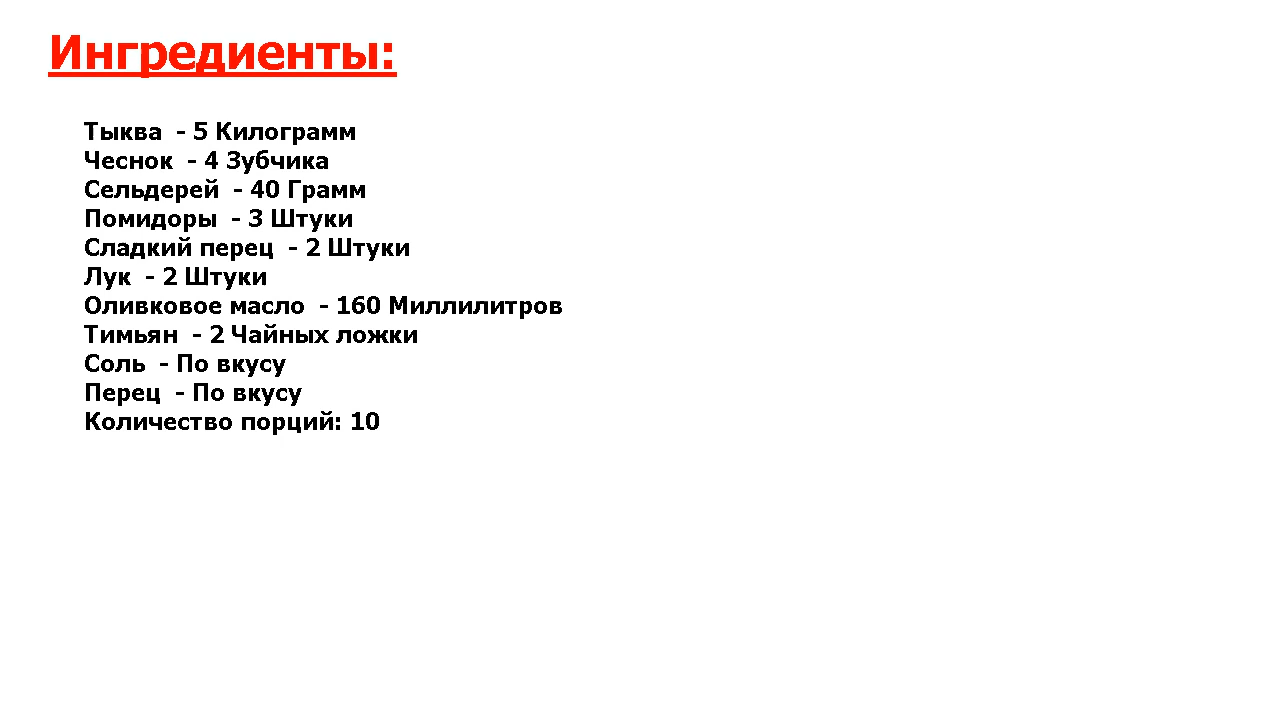 Ингредиенты:
Тыква - 5 Килограмм
Чеснок - 4 Зубчика
Сельдерей - 40 Грамм
Помидоры - 3 Штуки
Сладкий перец - 2 Штуки
Лук - 2 Штуки
Оливковое масло - 160 Миллилитров
Тимьян - 2 Чайных ложки
Соль - По вкусу
Перец - По вкусу
Количество порций: 10